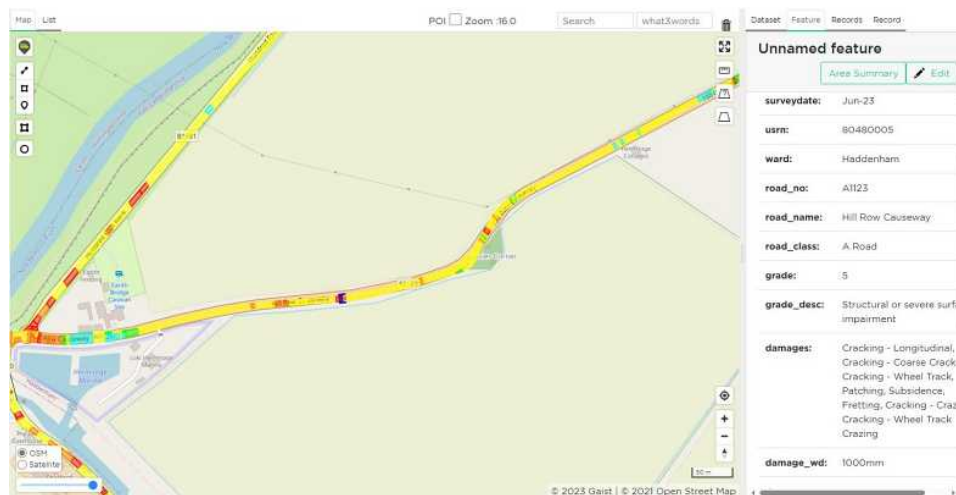 Map List POI Zoom :16.0 Search what3words
Dataset Feature Records Record
Unnamed feature
Area Summary Edit
surveydate: Jun-23
usrn: 80480005
ward: Haddenham
road_no: A1123
road_name: Hill Row Causeway
road_class: A Road
grade: 5
grade_desc: Structural or severe surf
impairment
damages: Cracking - Longitudinal,
Cracking - Coarse Crack
Cracking - Wheel Track,
Patching, Subsidence,
Fretting, Cracking - Craz
Cracking - Wheel Track
Crazing
damage_wd: 1000mm
OSM
Satellite
50 m
© 2023 Gaist | © 2021 Open Street Map